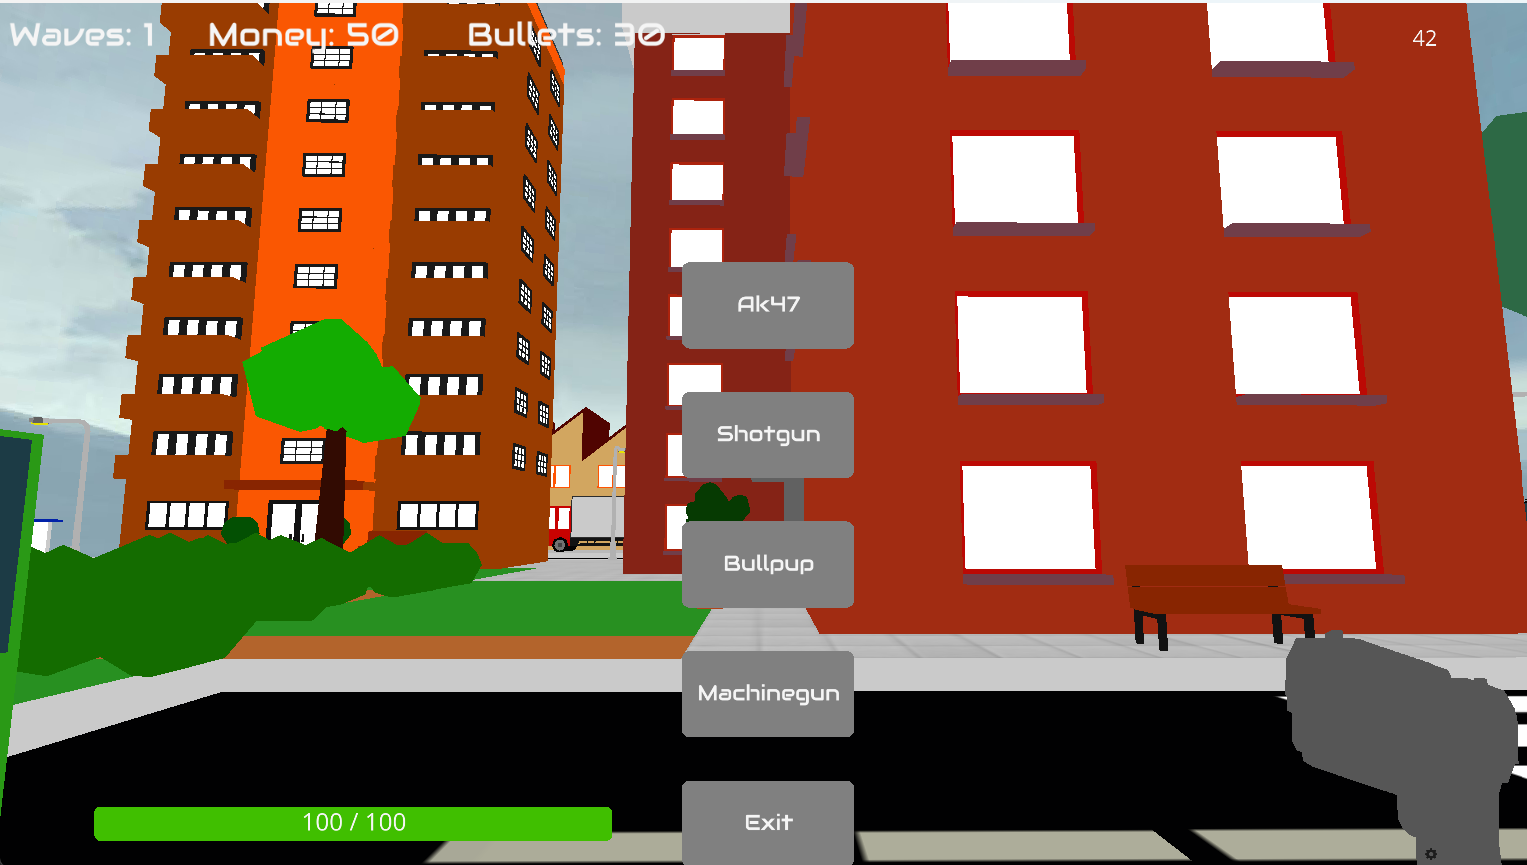 Waves: 1 Money: 50 Bullets: 30 42
Ak47
Shotgun
Bullpup
Machinegun
Exit
100 / 100